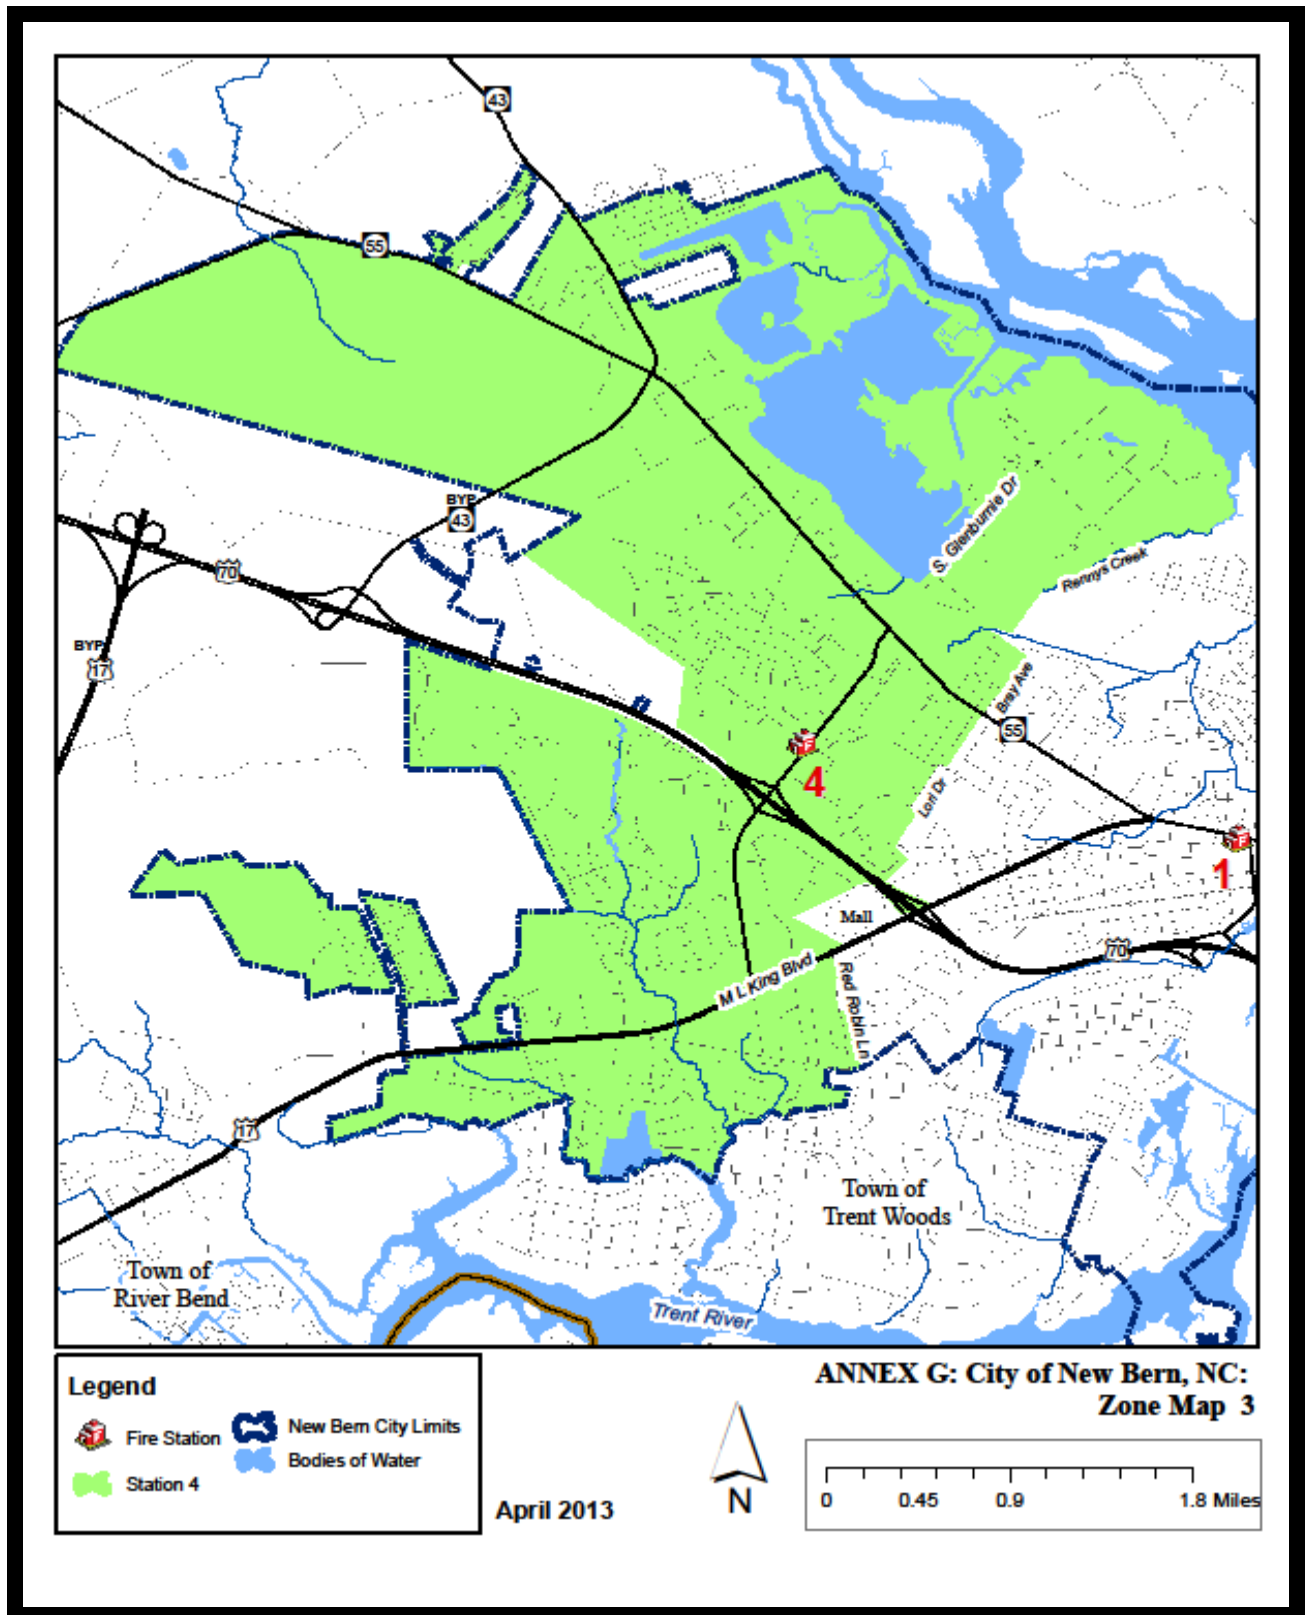 43
55
BYP
43
70
BYP
17
S. Glenburnie Dr
Rennys Creek
Bray Ave
55
4
Lori Dr
1
Mall
70
M L King Blvd
Red Robin Ln
17
Town of
Trent Woods
Town of
River Bend
Trent River
Legend
Fire Station
New Bern City Limits
Bodies of Water
Station 4
April 2013
N
ANNEX G: City of New Bern, NC:
Zone Map 3
0 0.45 0.9 1.8 Miles